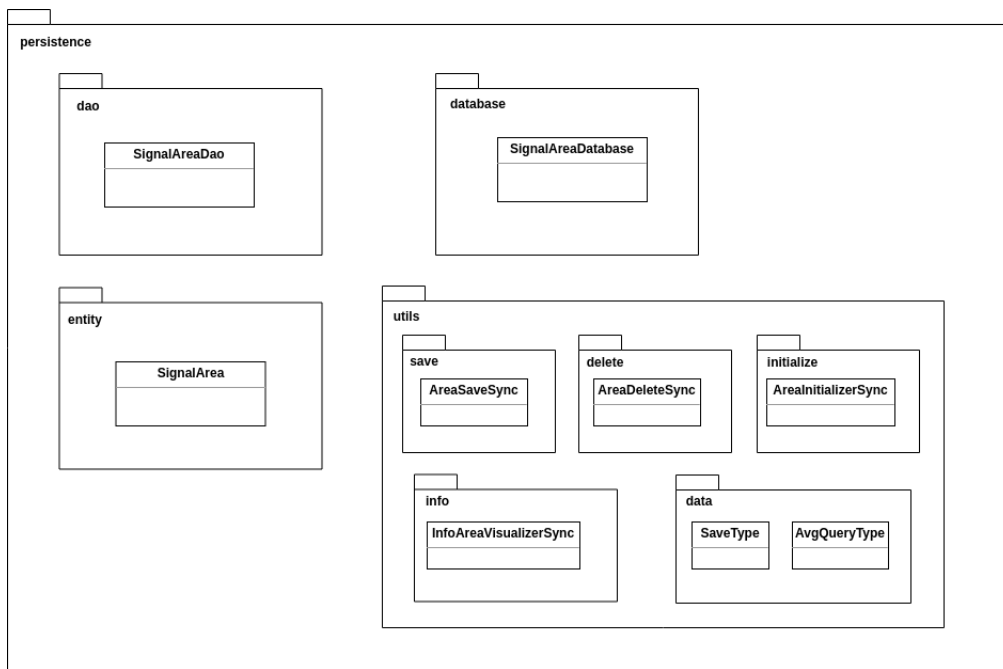 persistence
dao
SignalAreaDao
database
SignalAreaDatabase
entity
SignalArea
utils
save
AreaSaveSync
delete
AreaDeleteSync
initialize
AreaInitializerSync
info
InfoAreaVisualizerSync
data
SaveType
AvgQueryType